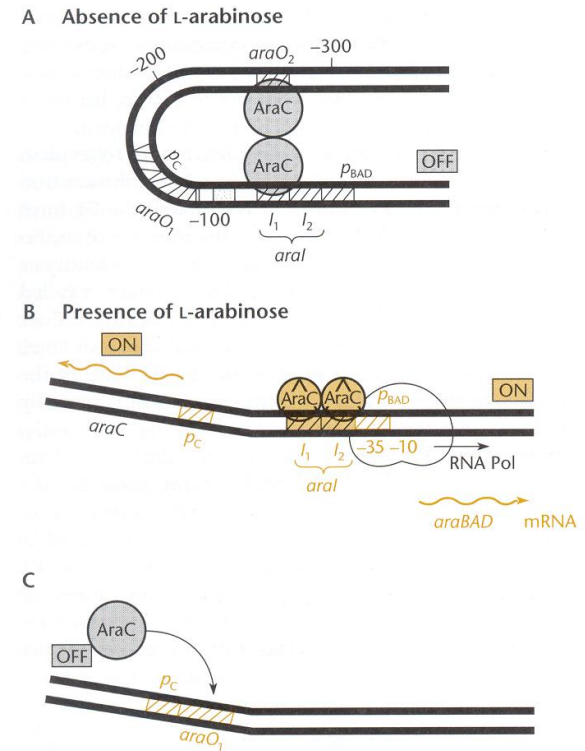 A Absence of L-arabinose
araO2
–300
–200
AraC
AraC
pC
pBAD
OFF
araO1
–100
I1
I2
araI
B Presence of L-arabinose
ON
ON
AraC
AraC
pBAD
araC
pC
I1
I2
–35
–10
RNA Pol
araI
araBAD mRNA
C
AraC
OFF
pC
araO1